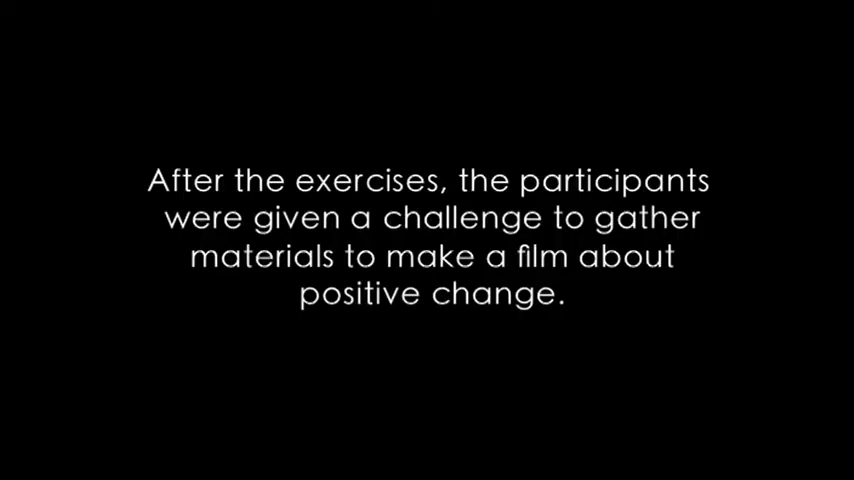 After the exercises, the participants
were given a challenge to gather
materials to make a film about
positive change.